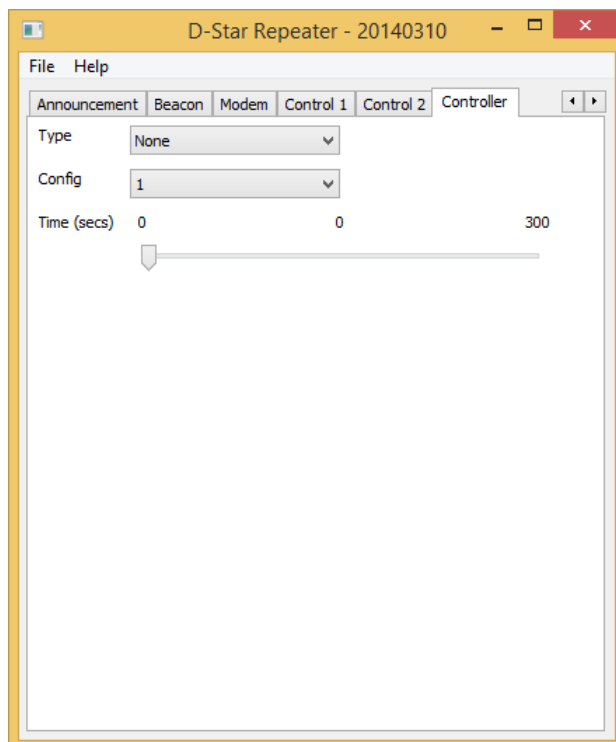 D-Star Repeater - 20140310
File Help
Announcement Beacon Modem Control 1 Control 2 Controller
Type None
Config 1
Time (secs) 0 0 300